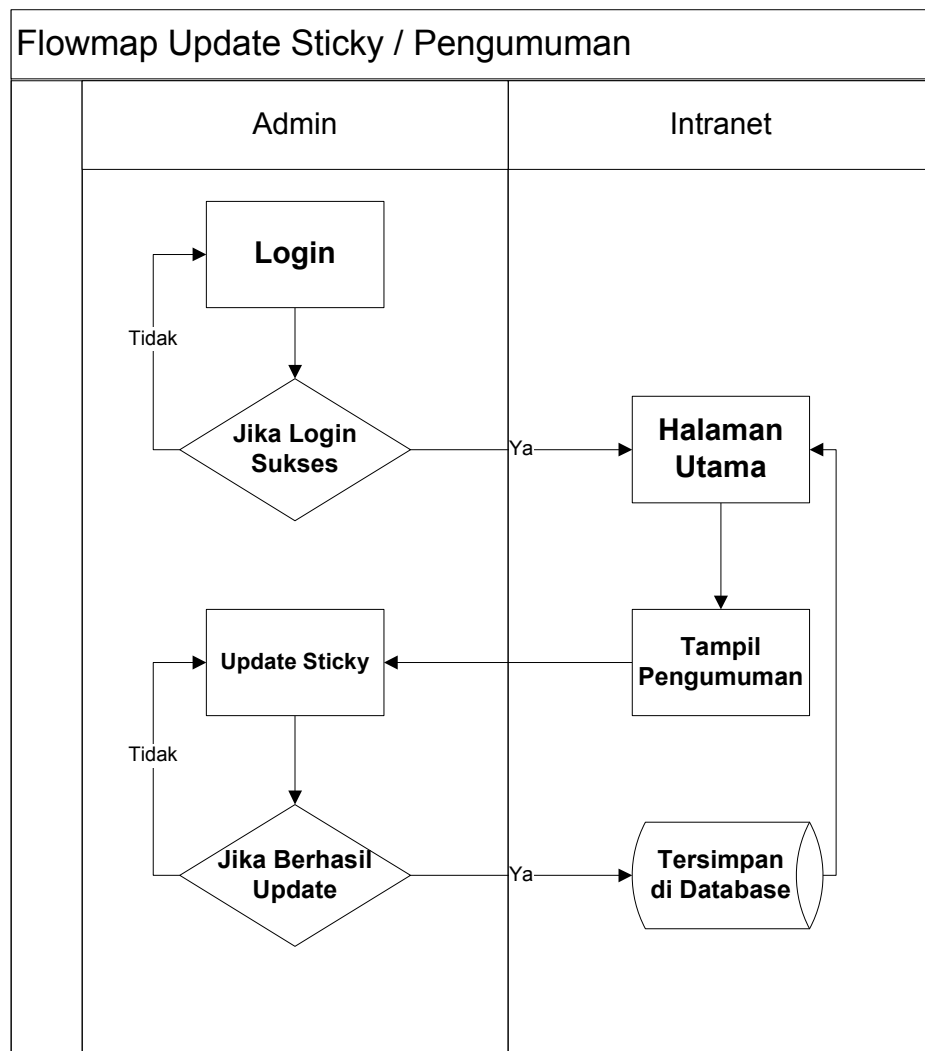 Flowmap Update Sticky / Pengumuman
Admin
Intranet
Login
Tidak
Jika Login
Sukses
Ya
Halaman
Utama
Update Sticky
Tampil
Pengumuman
Tidak
Jika Berhasil
Update
Ya
Tersimpan
di Database